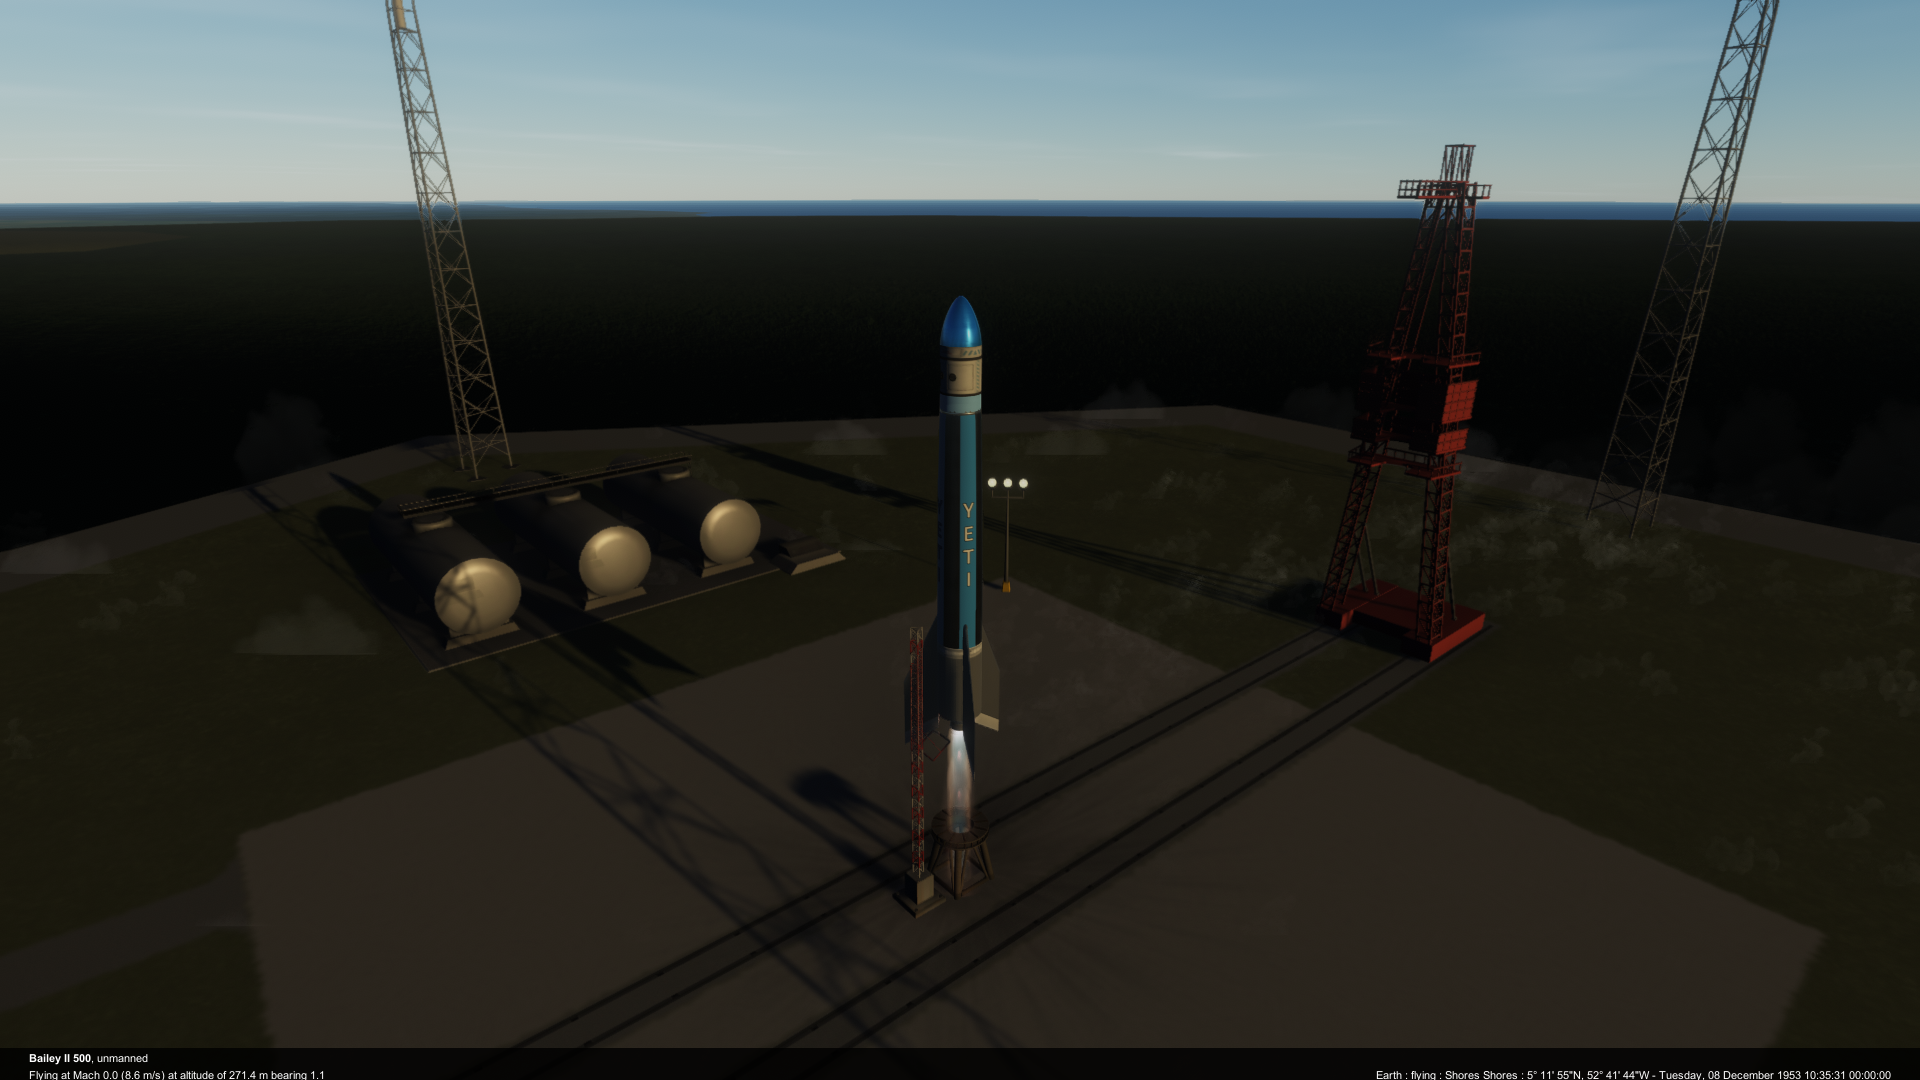 YETI
Bailey II 500, unmanned
Flying at Mach 0.0 (8.6 m/s) at altitude of 271.4 m bearing 1.1
Earth : flying : Shores Shores : 5° 11' 55"N, 52° 41' 44"W - Tuesday, 08 December 1953 10:35:31 00:00:00